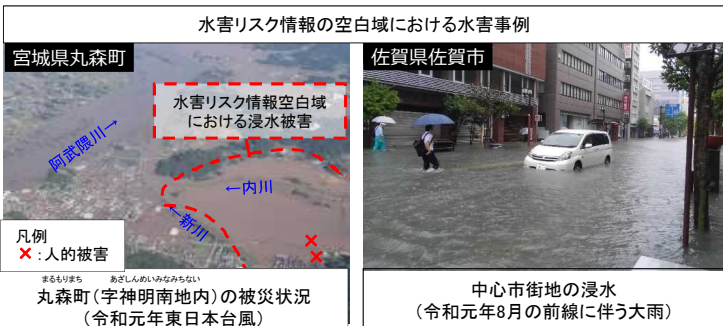 水害リスク情報の空白域における水害事例
宮城県丸森町
水害リスク情報空白域
における浸水被害
阿武隈川→
←内川
←新川
凡例
×:人的被害
まるもりまち あざしんめいみなみちない
丸森町(字神明南地内)の被災状況
(令和元年東日本台風)
佐賀県佐賀市
中心市街地の浸水
(令和元年8月の前線に伴う大雨)